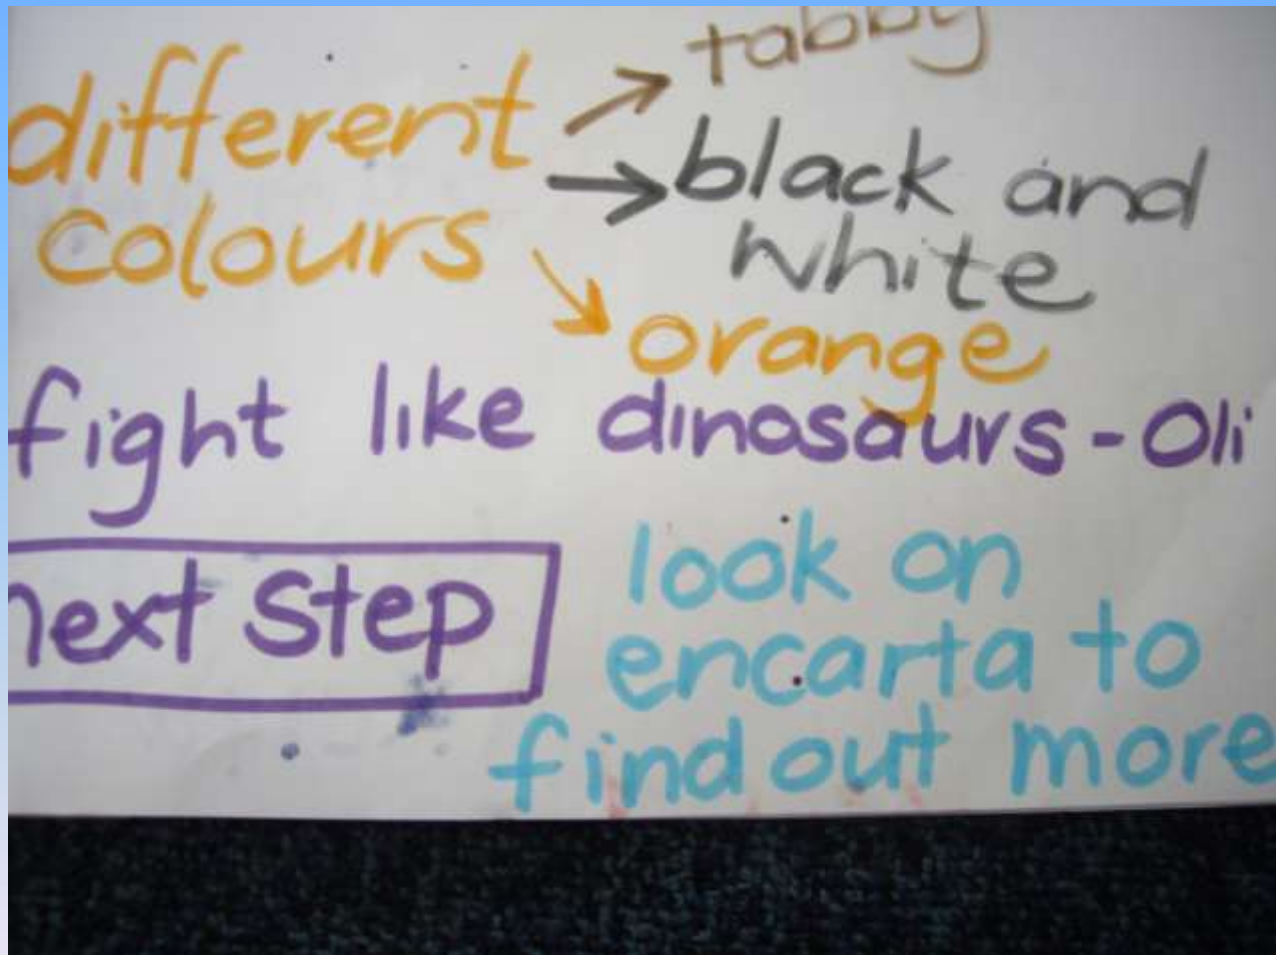 tabby
different
black and
colours
white
orange
fight like dinosaurs - Oli
next step
look on
encarta to
find out more